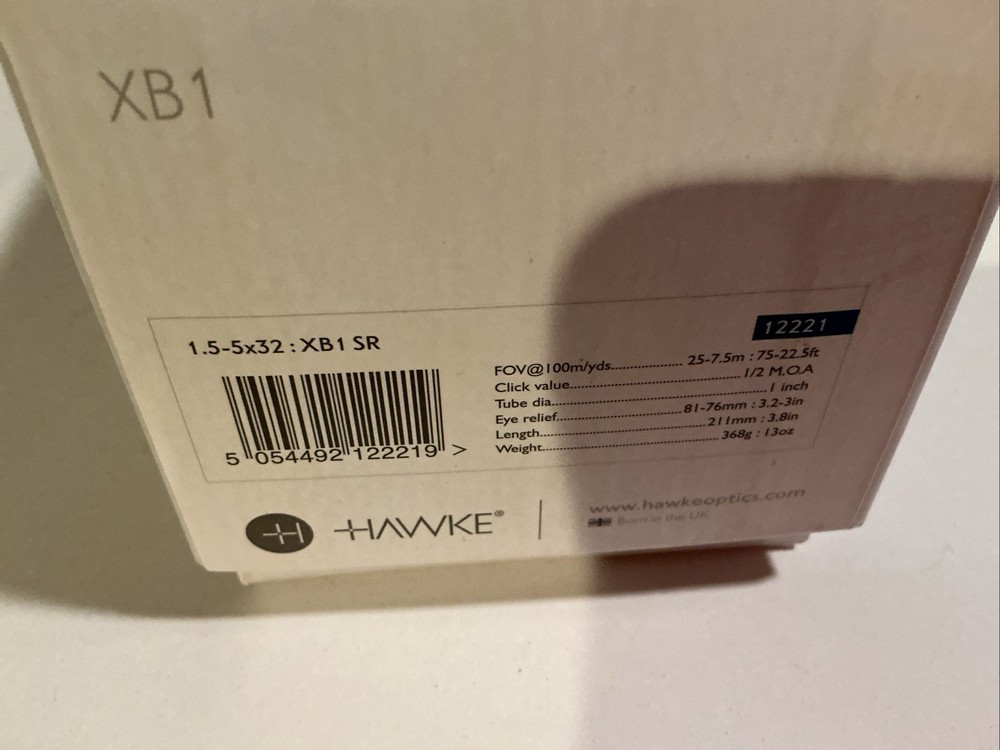 XB1
1.5-5x32 : XB1 SR
12221
FOV@100m/yds.................. 25-7.5m : 75-22.5ft
Click value........................................... 1/2 M.O.A
Tube dia..................................................... 1 inch
Eye relief.............................. 81-76mm : 3.2-3in
Length......................................... 211mm : 3.8in
Weight........................................... 368g : 13oz
5 054492 122219 >
HAWKE®
www.hawkeoptics.com
Born in the UK